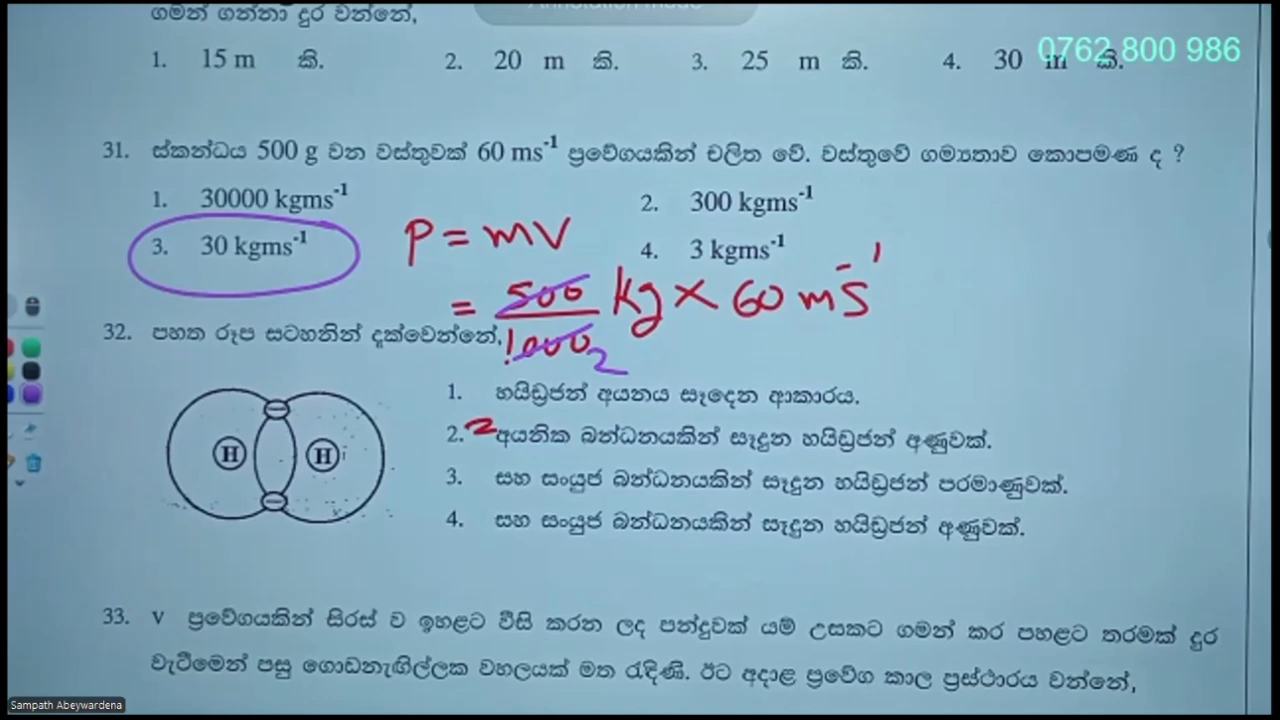 ගමන් ගන්නා දුර වන්නේ,
1. 15 m කි. 2. 20 m කි. 3. 25 m කි. 4. 30 m කි.
0762 800 986
31. ස්කන්ධය 500 g වන වස්තුවක් 60 ms⁻¹ ප්‍රවේගයකින් චලිත වේ. වස්තුවේ ගම්‍යතාව කොපමණ ද ?
1. 30000 kgms⁻¹ 2. 300 kgms⁻¹
3. 30 kgms⁻¹ 4. 3 kgms⁻¹
P = mv
= 500/1000 kg × 60 ms⁻¹
2
32. පහත රූප සටහනින් දැක්වෙන්නේ,
H H
1. හයිඩ්‍රජන් අයනය සෑදෙන ආකාරය.
2. අයනික බන්ධනයකින් සෑදුන හයිඩ්‍රජන් අණුවක්.
3. සහ සංයුජ බන්ධනයකින් සෑදුන හයිඩ්‍රජන් පරමාණුවක්.
4. සහ සංයුජ බන්ධනයකින් සෑදුන හයිඩ්‍රජන් අණුවක්.
33. v ප්‍රවේගයකින් සිරස් ව ඉහළට වීසි කරන ලද පන්දුවක් යම් උසකට ගමන් කර පහළට තරමක් දුර
වැටීමෙන් පසු ගොඩනැඟිල්ලක වහලයක් මත රැඳිණි. ඊට අදාළ ප්‍රවේග කාල ප්‍රස්ථාරය වන්නේ,
Sampath Abeywardena